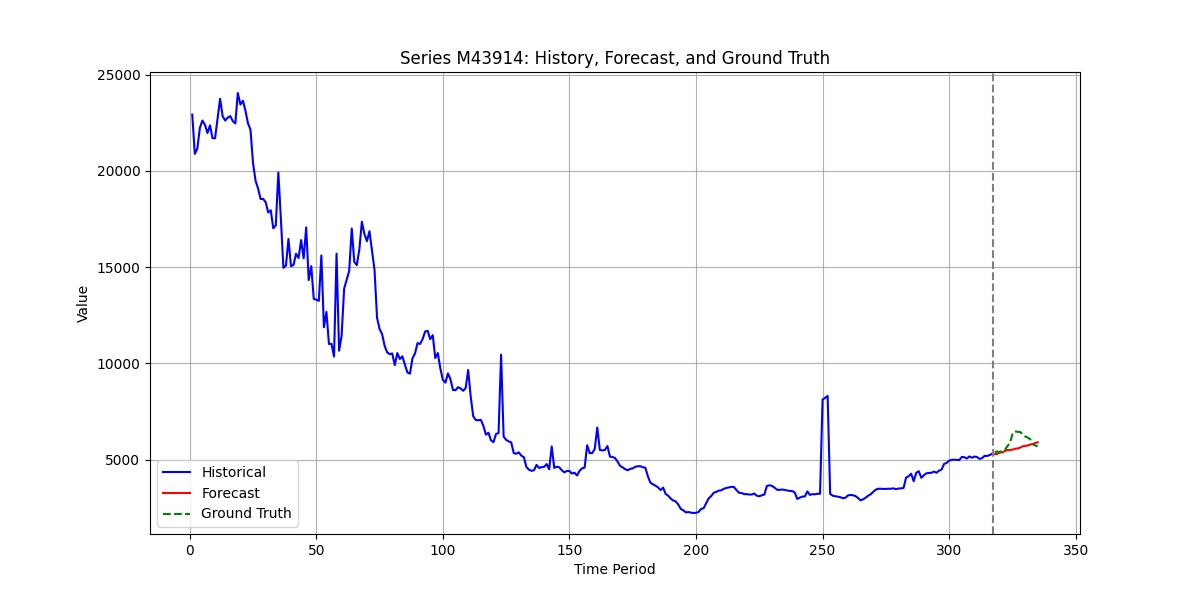 Series M43914: History, Forecast, and Ground Truth
25000
20000
15000
10000
5000
Value
Historical
Forecast
Ground Truth
0 50 100 150 200 250 300 350
Time Period